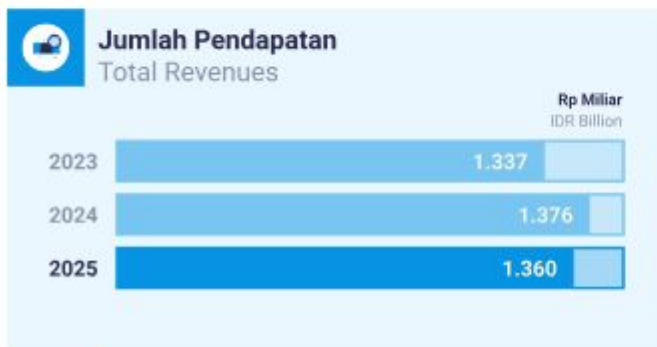 Jumlah Pendapatan
Total Revenues
Rp Miliar
IDR Billion
2023 1.337
2024 1.376
2025 1.360